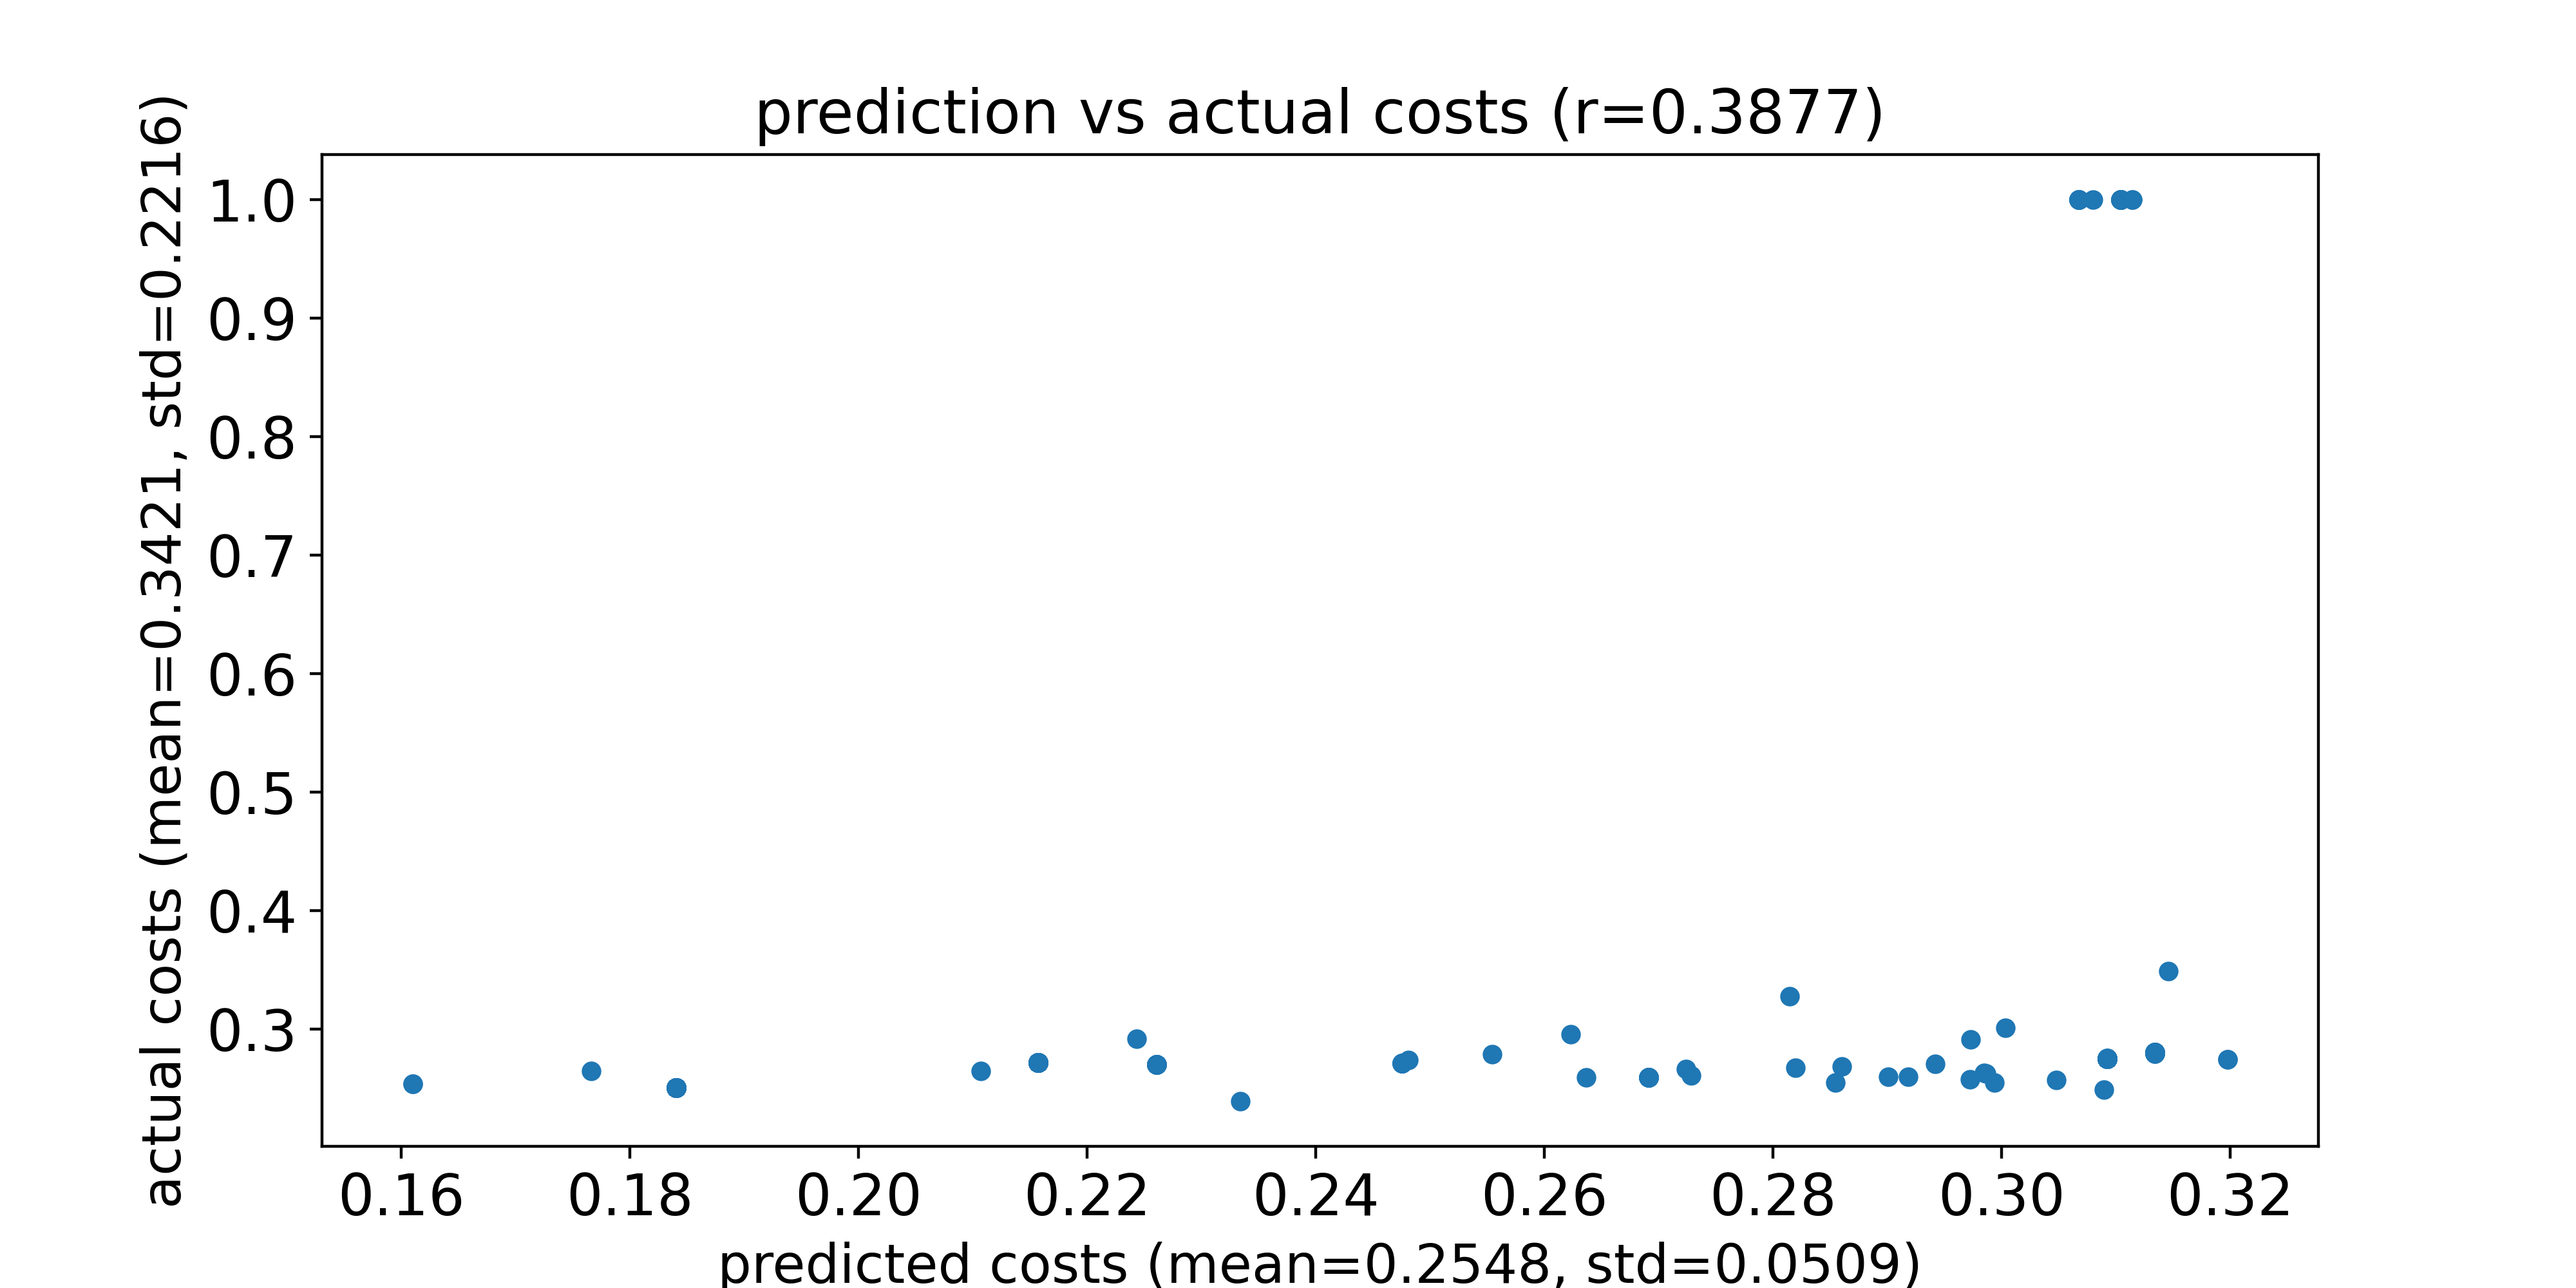 prediction vs actual costs (r=0.3877)
actual costs (mean=0.3421, std=0.2216)
1.0
0.9
0.8
0.7
0.6
0.5
0.4
0.3
0.16 0.18 0.20 0.22 0.24 0.26 0.28 0.30 0.32
predicted costs (mean=0.2548, std=0.0509)